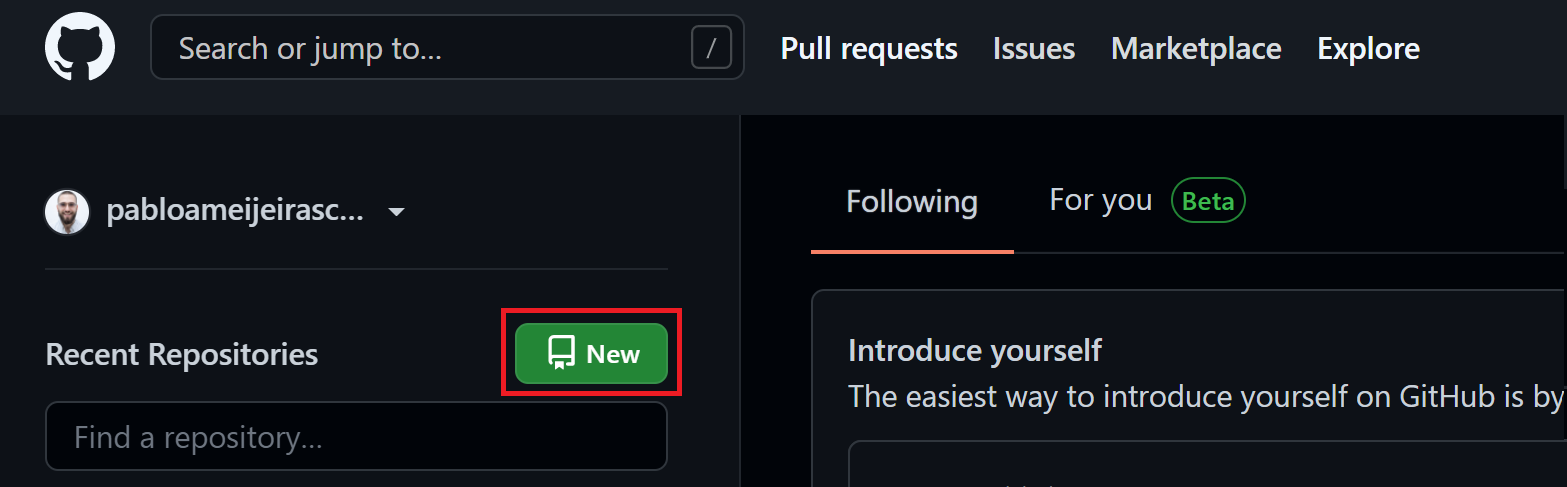 Search or jump to... /
Pull requests Issues Marketplace Explore
pabloameijeirasc...
Following For you Beta
Recent Repositories New
Find a repository...
Introduce yourself
The easiest way to introduce yourself on GitHub is by